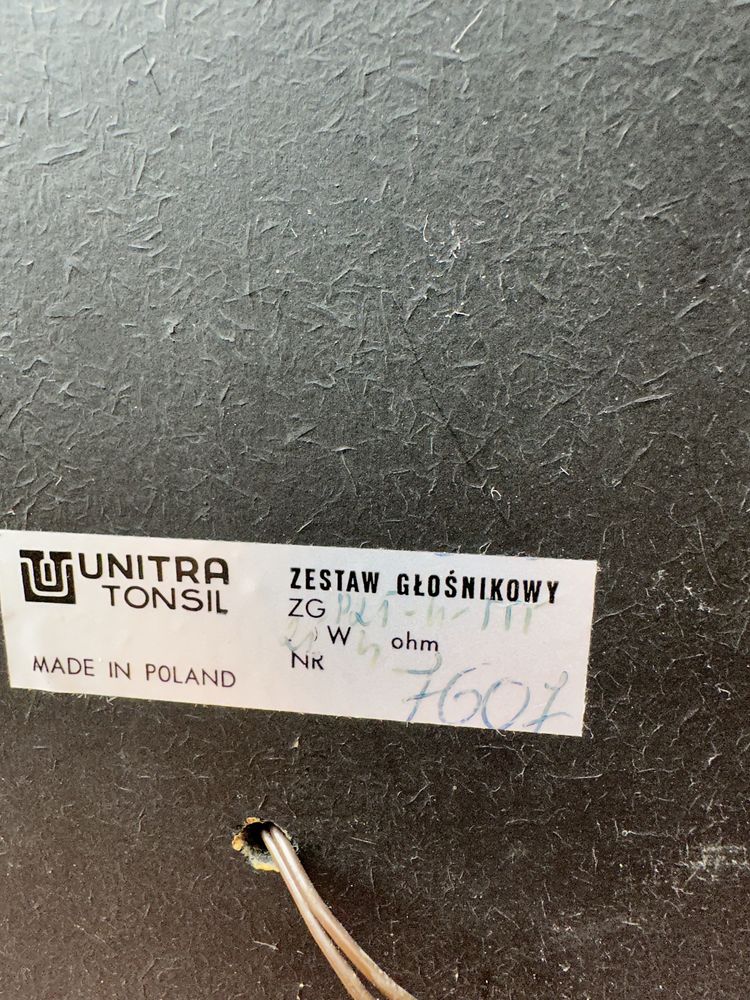 UNITRA
TONSIL
MADE IN POLAND
ZESTAW GŁOŚNIKOWY
ZG
W ohm
NR
7607